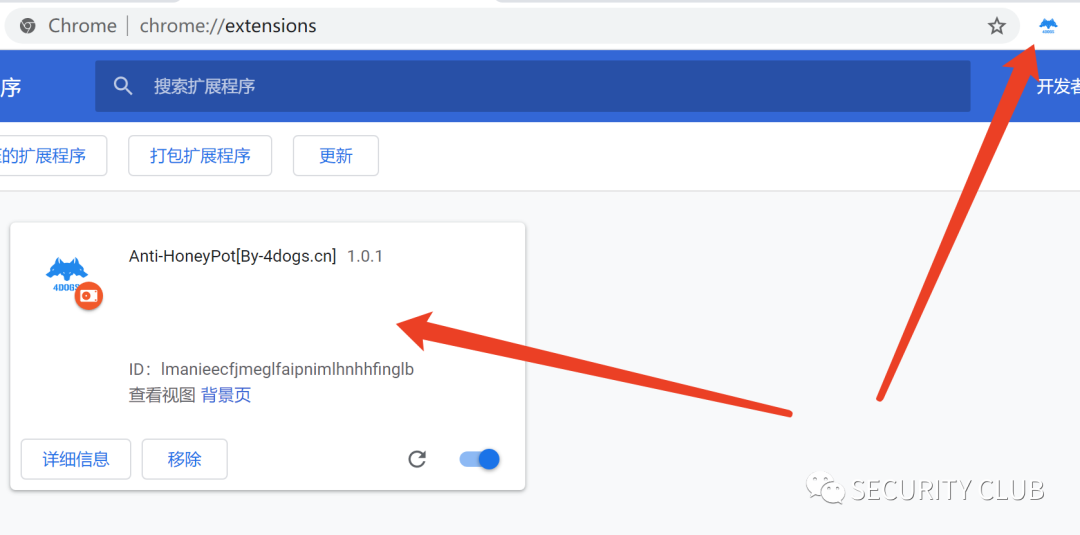 Chrome | chrome://extensions
4DOGS
序
搜索扩展程序
开发者
的扩展程序
打包扩展程序
更新
Anti-HoneyPot[By-4dogs.cn] 1.0.1
4DOGS
ID：lmanieecfjmeglfaipnimlhnhhfinglb
查看视图 背景页
详细信息
移除
SECURITY CLUB